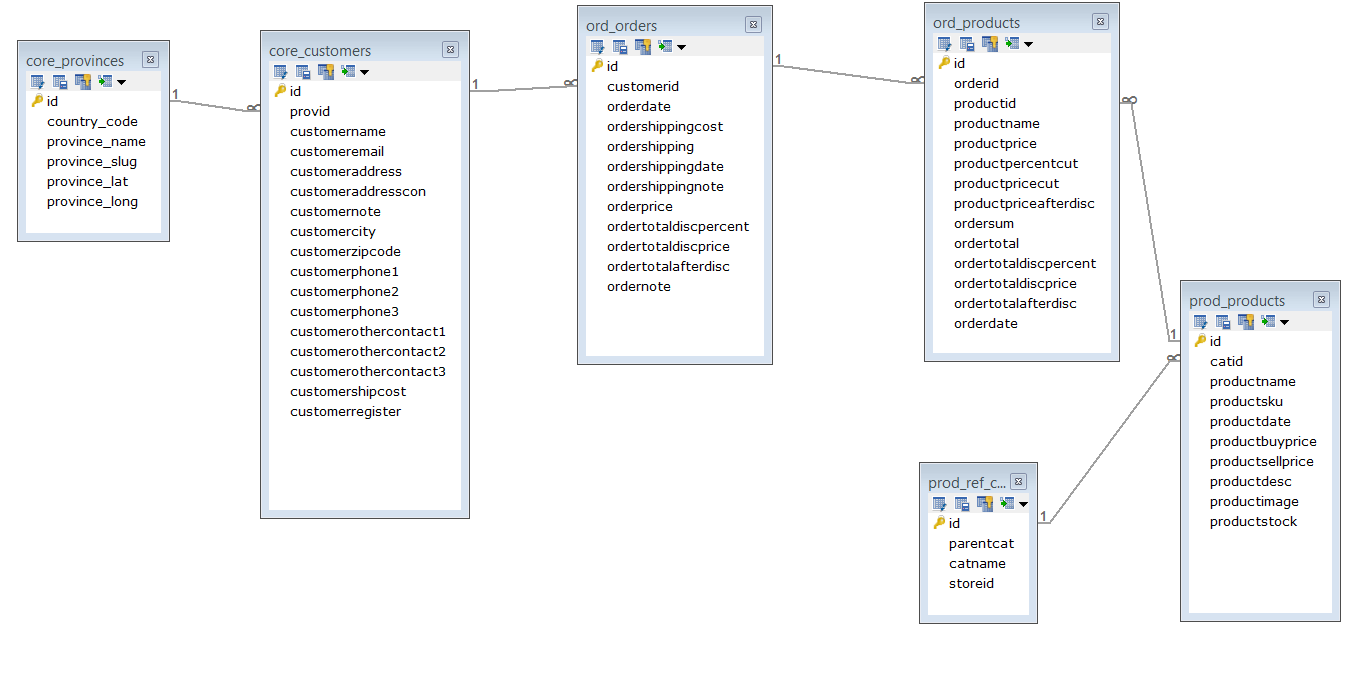 core_provinces
id
country_code
province_name
province_slug
province_lat
province_long
1
∞
core_customers
id
provid
customername
customeremail
customeraddress
customeraddresscon
customernote
customercity
customerzipcode
customerphone1
customerphone2
customerphone3
customerothercontact1
customerothercontact2
customerothercontact3
customershipcost
customerregister
1
∞
ord_orders
id
customerid
orderdate
ordershippingcost
ordershipping
ordershippingdate
ordershippingnote
orderprice
ordertotaldiscpercent
ordertotaldiscprice
ordertotalafterdisc
ordernote
1
∞
ord_products
id
orderid
productid
productname
productprice
productpercentcut
productpricecut
productpriceafterdisc
ordersum
ordertotal
ordertotaldiscpercent
ordertotaldiscprice
ordertotalafterdisc
orderdate
∞
1
prod_products
id
catid
productname
productsku
productdate
productbuyprice
productsellprice
productdesc
productimage
productstock
∞
1
prod_ref_c...
id
parentcat
catname
storeid